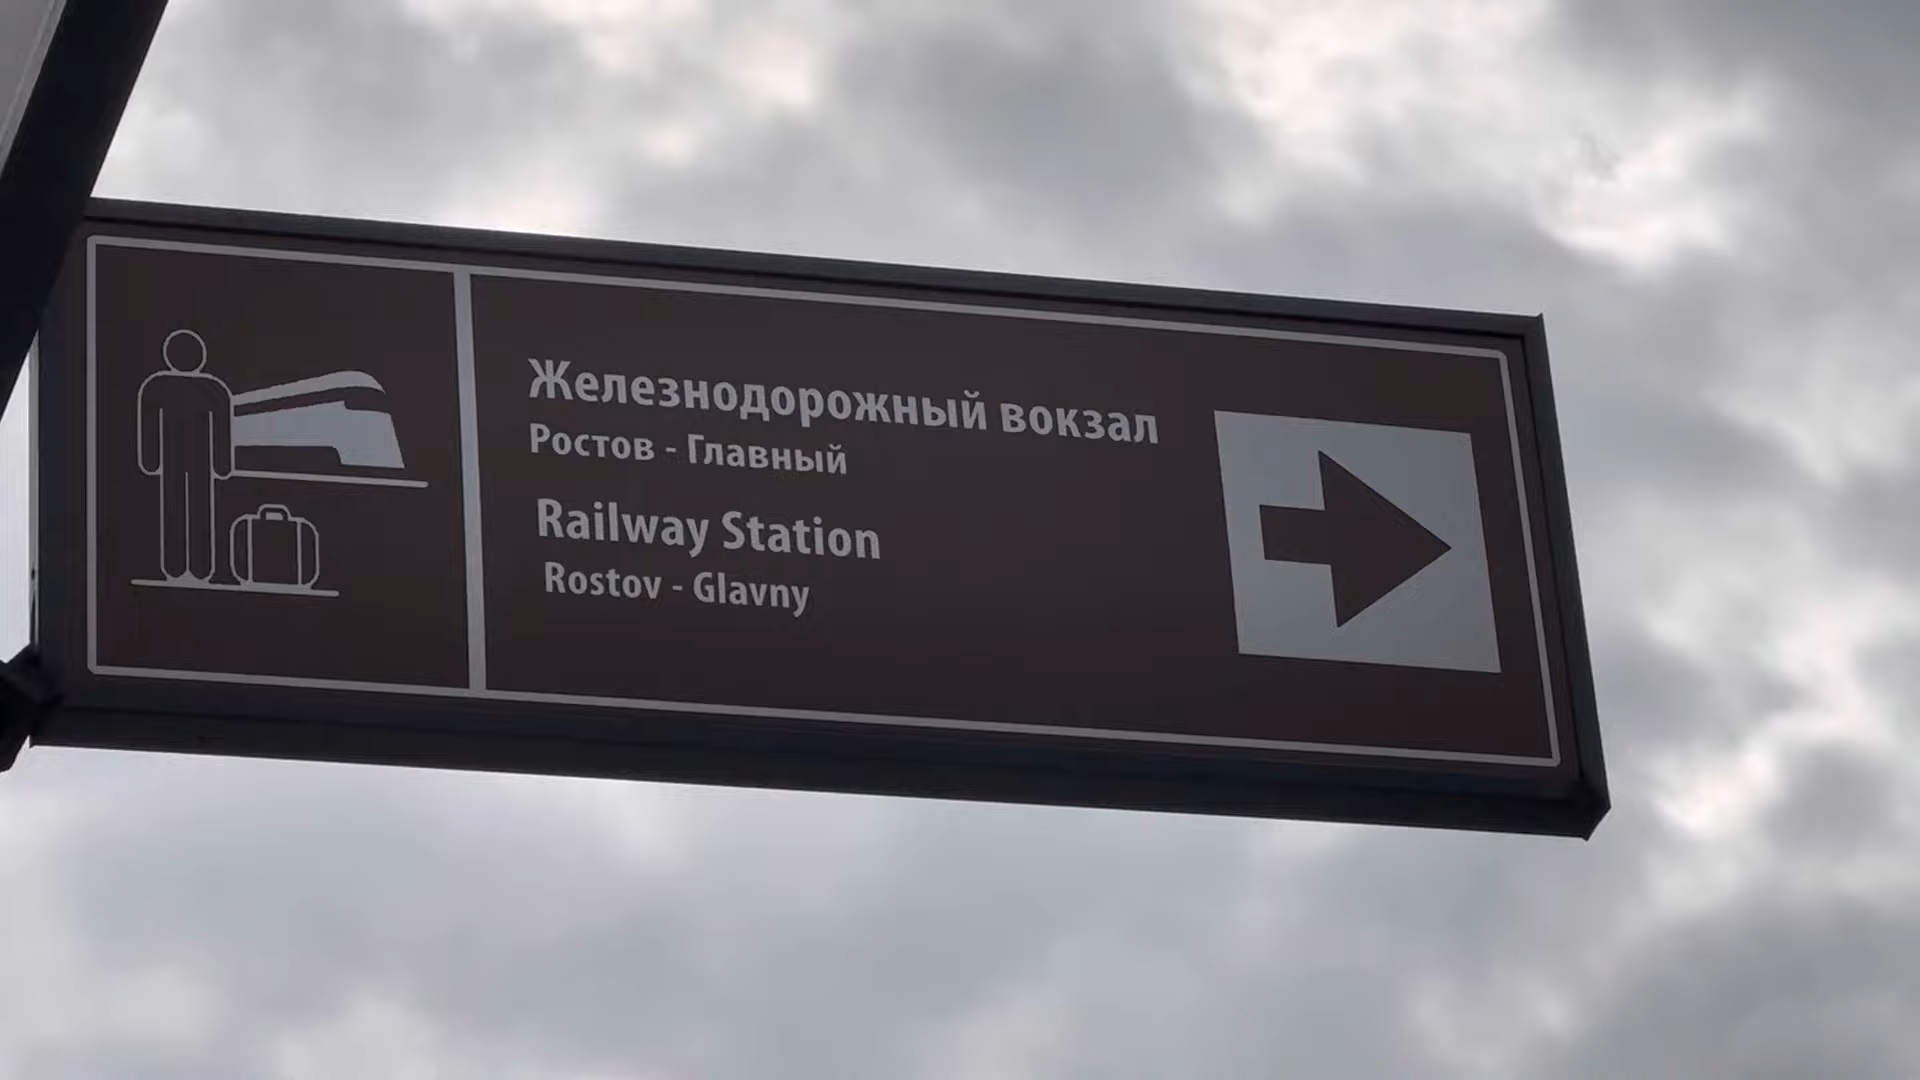 Железнодорожный вокзал
Ростов - Главный
Railway Station
Rostov - Glavny